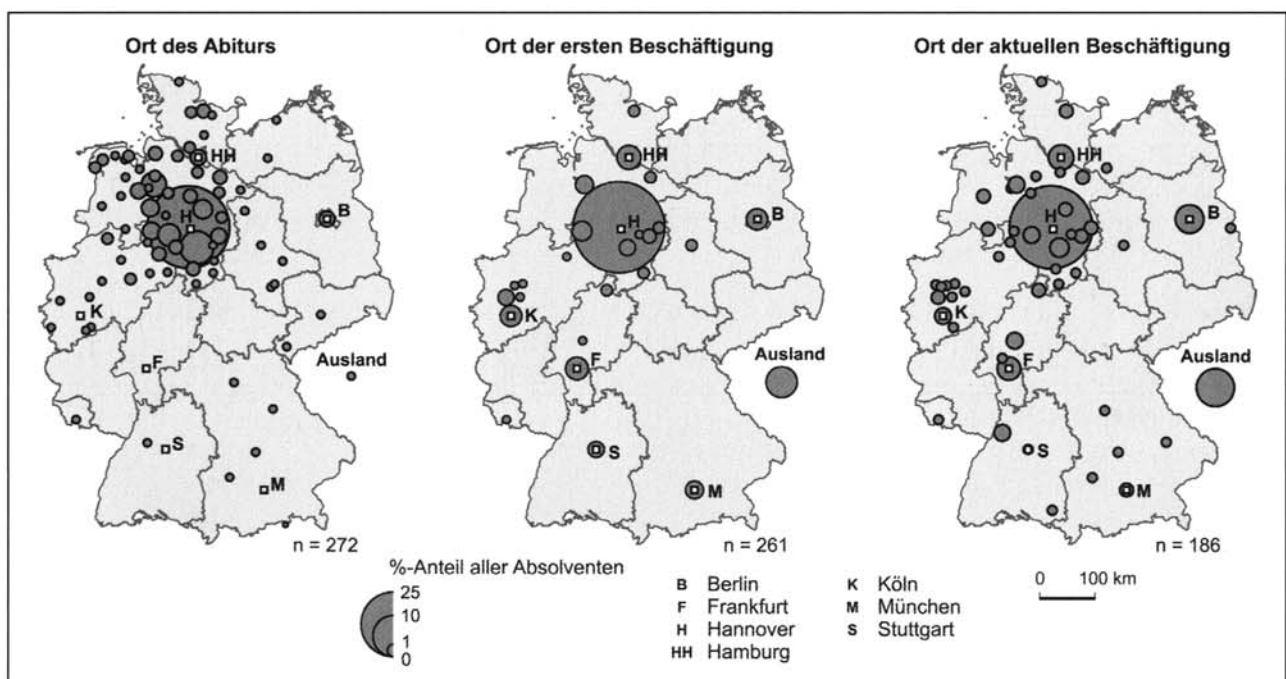 Ort des Abiturs
HH
B
H
K
F
Ausland
S
M
n = 272
Ort der ersten Beschäftigung
HH
B
H
K
F
Ausland
S
M
n = 261
Ort der aktuellen Beschäftigung
HH
B
H
K
F
Ausland
S
M
n = 186
%-Anteil aller Absolventen
25
10
1
0
B Berlin
F Frankfurt
H Hannover
HH Hamburg
K Köln
M München
S Stuttgart
0 100 km